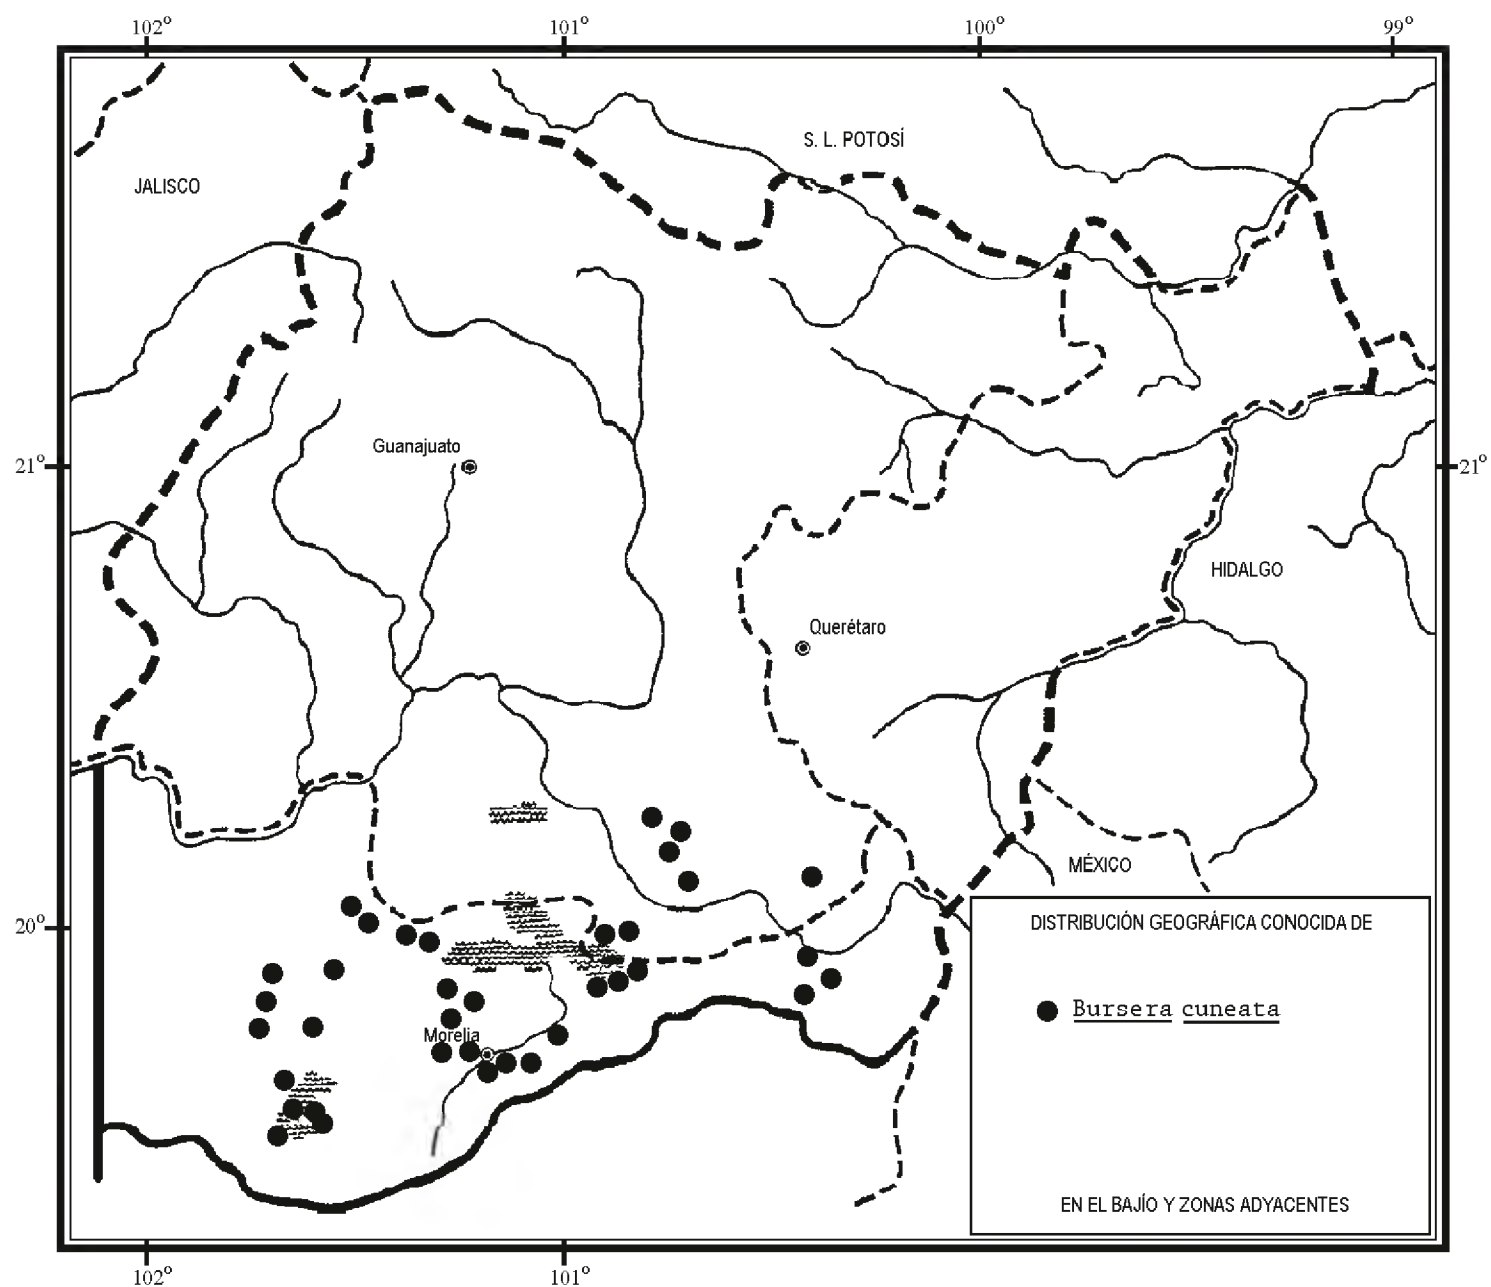 102° 101° 100° 99°
S. L. POTOSÍ
JALISCO
Guanajuato
21° 21°
HIDALGO
Querétaro
MÉXICO
20°
DISTRIBUCIÓN GEOGRÁFICA CONOCIDA DE
Bursera cuneata
Morelia
EN EL BAJÍO Y ZONAS ADYACENTES
102° 101°